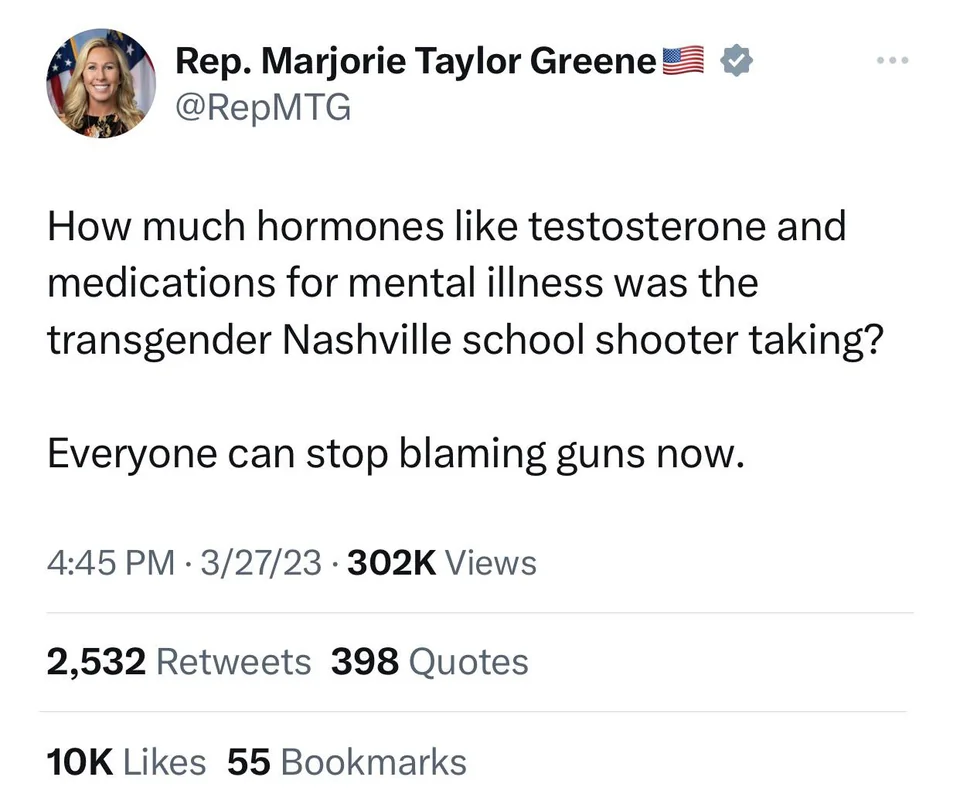 Rep. Marjorie Taylor Greene🇺🇸
@RepMTG
How much hormones like testosterone and
medications for mental illness was the
transgender Nashville school shooter taking?
Everyone can stop blaming guns now.
4:45 PM · 3/27/23 · 302K Views
2,532 Retweets 398 Quotes
10K Likes 55 Bookmarks